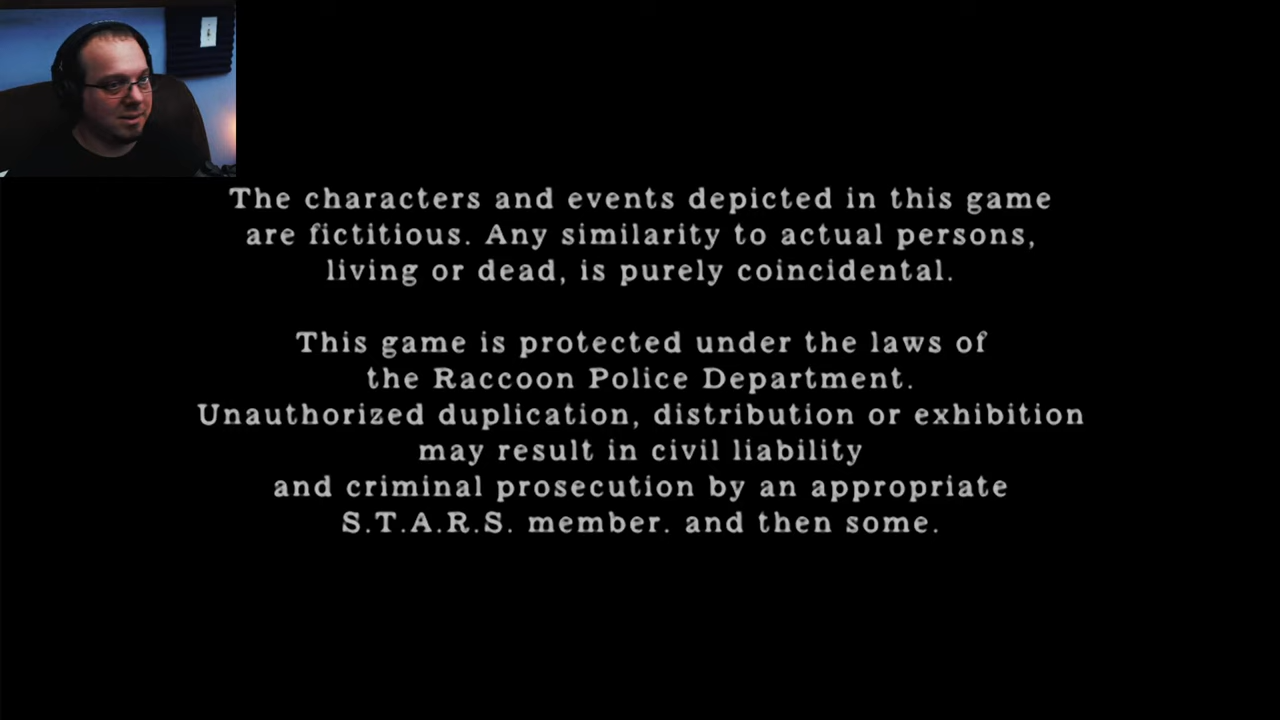 The characters and events depicted in this game
are fictitious. Any similarity to actual persons,
living or dead, is purely coincidental.
This game is protected under the laws of
the Raccoon Police Department.
Unauthorized duplication, distribution or exhibition
may result in civil liability
and criminal prosecution by an appropriate
S.T.A.R.S. member. and then some.